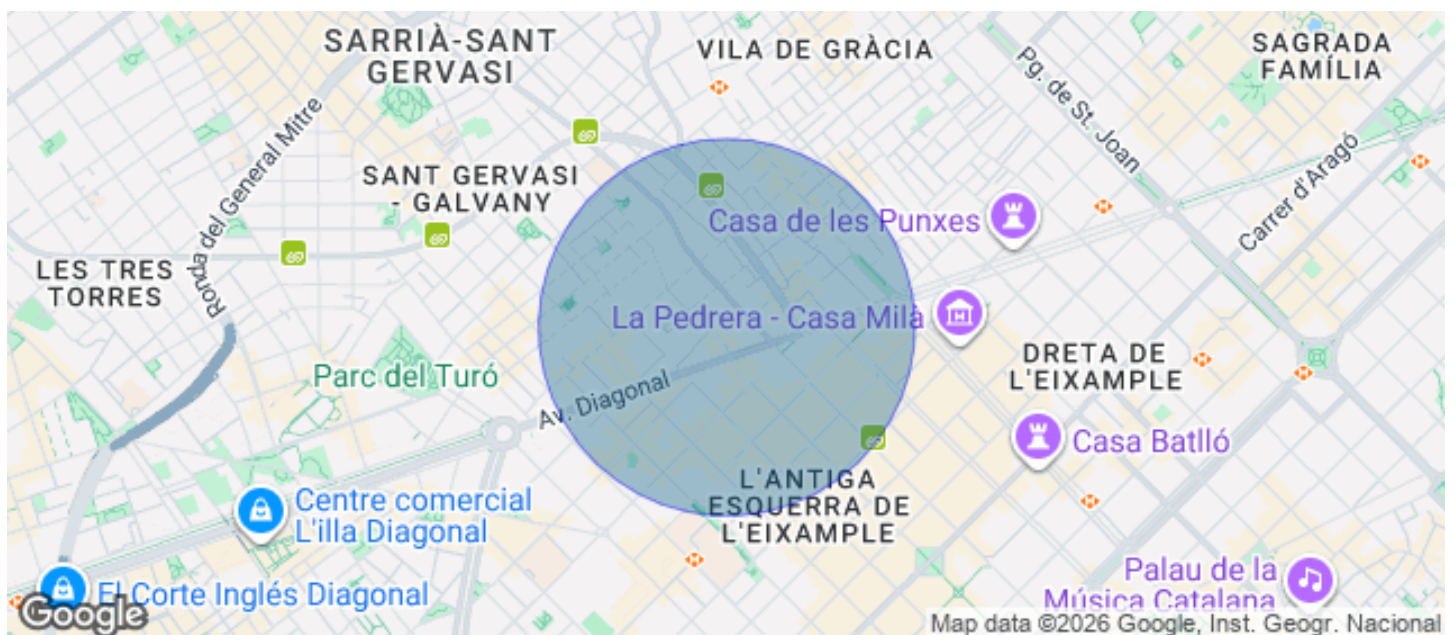 SARRIÀ-SANT
GERVASI
VILA DE GRÀCIA
SAGRADA
FAMÍLIA
Pg. de St. Joan
Ronda del General Mitre
Carrer d'Aragó
SANT GERVASI
- GALVANY
Casa de les Punxes
LES TRES
TORRES
La Pedrera - Casa Milà
DRETA DE
L'EIXAMPLE
Parc del Turó
Av. Diagonal
Casa Batlló
L'ANTIGA
ESQUERRA DE
L'EIXAMPLE
Centre comercial
L'illa Diagonal
Palau de la
Música Catalana
El Corte Inglés Diagonal
Google
Map data ©2026 Google, Inst. Geogr. Nacional